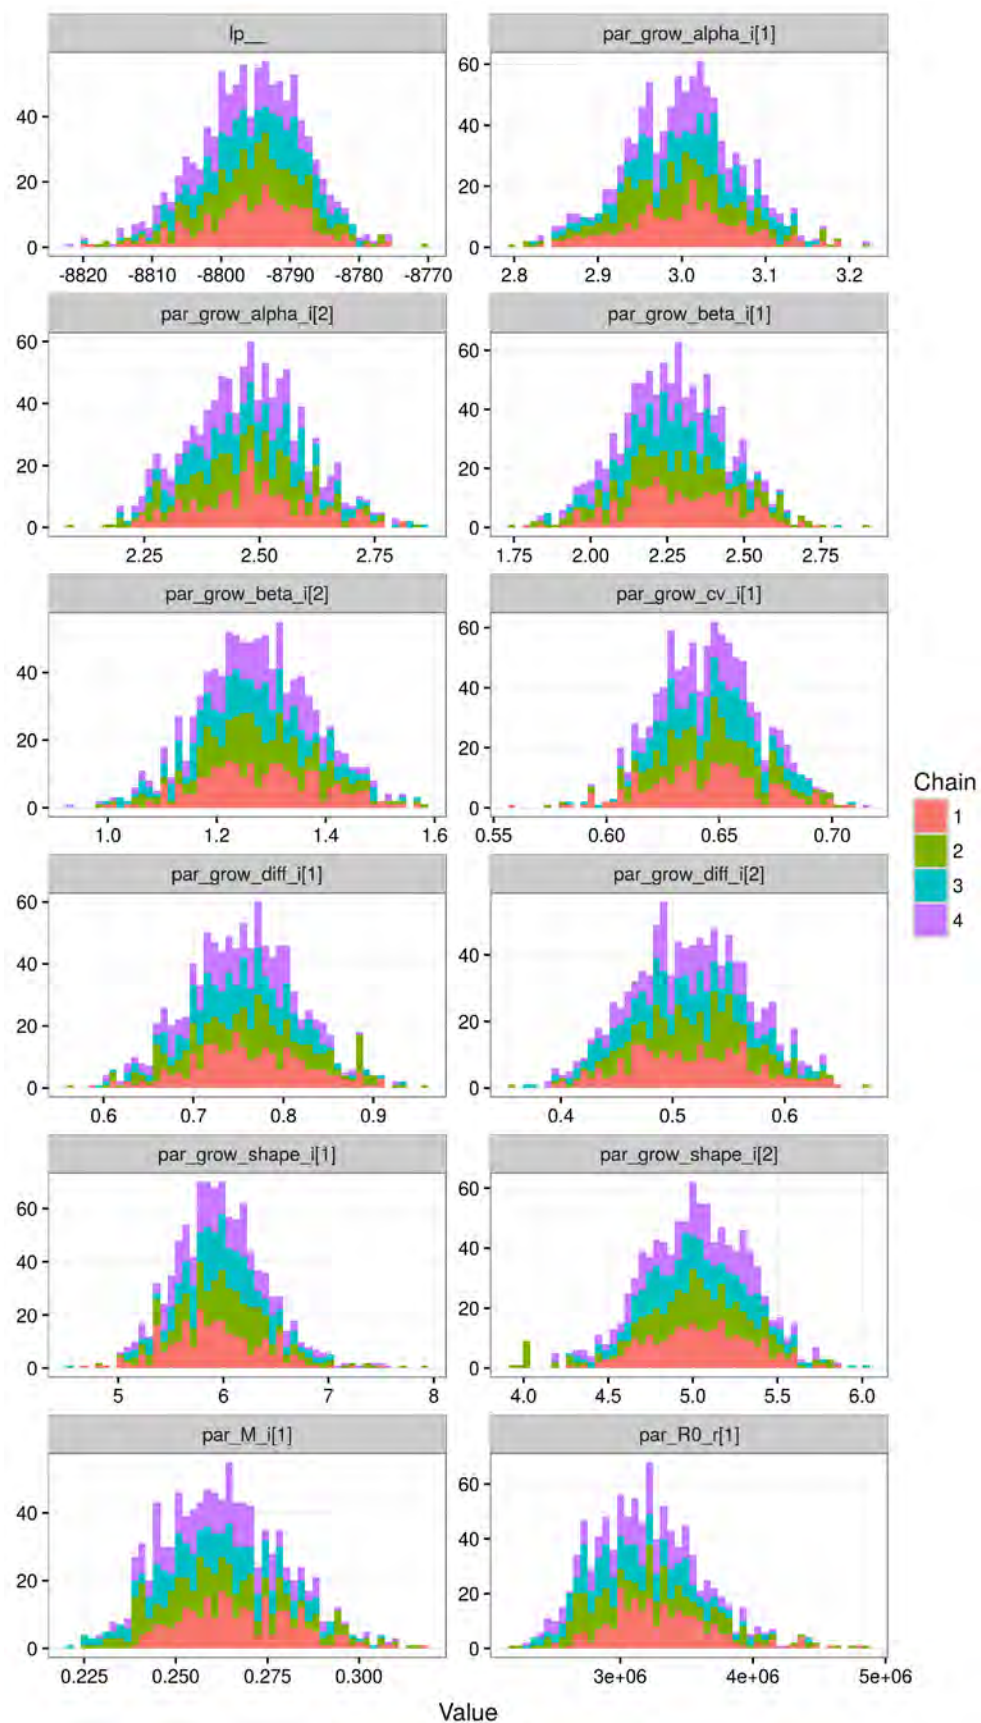 lp__
par_grow_alpha_i[1]
40
20
0
-8820 -8810 -8800 -8790 -8780 -8770
60
40
20
0
2.8 2.9 3.0 3.1 3.2
par_grow_alpha_i[2]
par_grow_beta_i[1]
60
40
20
0
2.25 2.50 2.75
60
40
20
0
1.75 2.00 2.25 2.50 2.75
par_grow_beta_i[2]
par_grow_cv_i[1]
40
20
0
1.0 1.2 1.4 1.6
60
40
20
0
0.55 0.60 0.65 0.70
par_grow_diff_i[1]
par_grow_diff_i[2]
60
40
20
0
0.6 0.7 0.8 0.9
40
20
0
0.4 0.5 0.6
par_grow_shape_i[1]
par_grow_shape_i[2]
60
40
20
0
5 6 7 8
60
40
20
0
4.0 4.5 5.0 5.5 6.0
par_M_i[1]
par_R0_r[1]
40
20
0
0.225 0.250 0.275 0.300
60
40
20
0
3e+06 4e+06 5e+06
Value
Chain
1
2
3
4